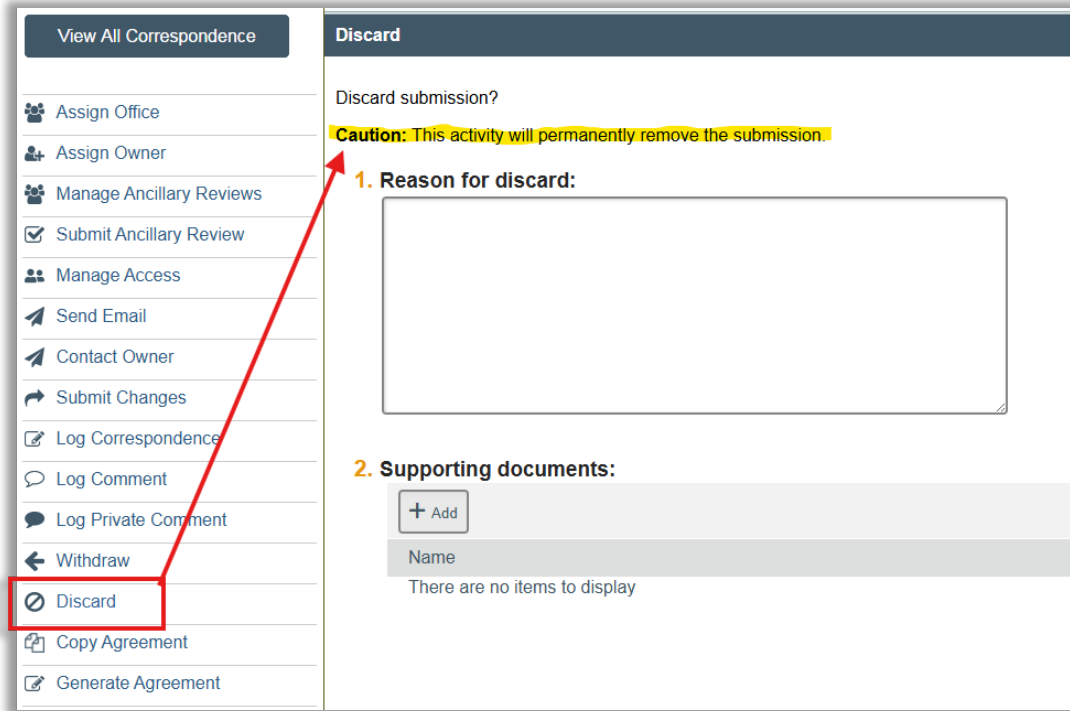 View All Correspondence
Assign Office
Assign Owner
Manage Ancillary Reviews
Submit Ancillary Review
Manage Access
Send Email
Contact Owner
Submit Changes
Log Correspondence
Log Comment
Log Private Comment
Withdraw
Discard
Copy Agreement
Generate Agreement
Discard
Discard submission?
Caution: This activity will permanently remove the submission.
1. Reason for discard:
2. Supporting documents:
+ Add
Name
There are no items to display